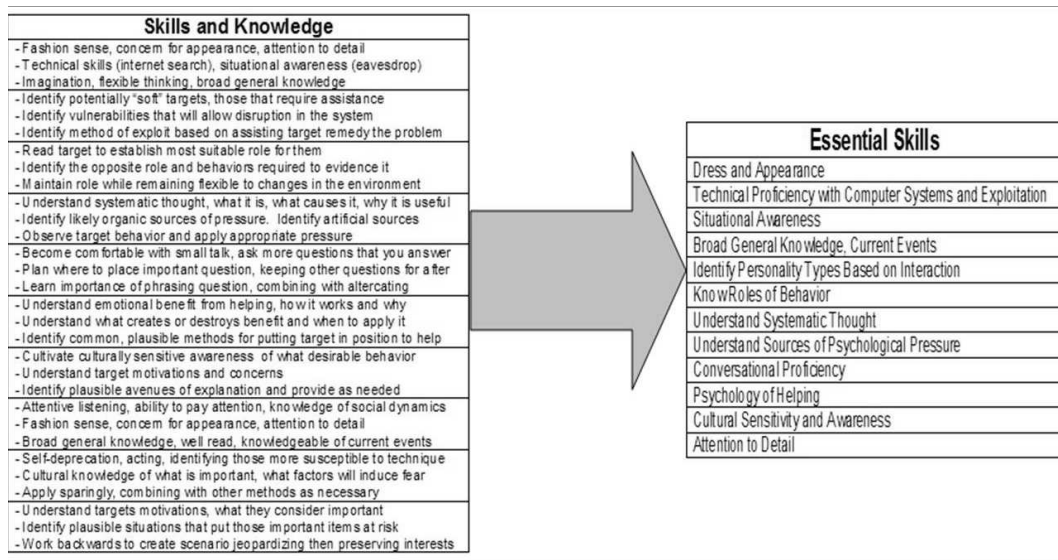 Skills and Knowledge
- Fashion sense, concern for appearance, attention to detail
- Technical skills (internet search), situational awareness (eavesdrop)
- Imagination, flexible thinking, broad general knowledge
- Identify potentially "soft" targets, those that require assistance
- Identify vulnerabilities that will allow disruption in the system
- Identify method of exploit based on assisting target remedy the problem
- Read target to establish most suitable role for them
- Identify the opposite role and behaviors required to evidence it
- Maintain role while remaining flexible to changes in the environment
- Understand systematic thought, what it is, what causes it, why it is useful
- Identify likely organic sources of pressure. Identify artificial sources
- Observe target behavior and apply appropriate pressure
- Become comfortable with small talk, ask more questions that you answer
- Plan where to place important question, keeping other questions for after
- Learn importance of phrasing question, combining with altercating
- Understand emotional benefit from helping, how it works and why
- Understand what creates or destroys benefit and when to apply it
- Identify common, plausible methods for putting target in position to help
- Cultivate culturally sensitive awareness of what desirable behavior
- Understand target motivations and concerns
- Identify plausible avenues of explanation and provide as needed
- Attentive listening, ability to pay attention, knowledge of social dynamics
- Fashion sense, concern for appearance, attention to detail
- Broad general knowledge, well read, knowledgeable of current events
- Self-deprecation, acting, identifying those more susceptible to technique
- Cultural knowledge of what is important, what factors will induce fear
- Apply sparingly, combining with other methods as necessary
- Understand targets motivations, what they consider important
- Identify plausible situations that put those important items at risk
- Work backwards to create scenario jeopardizing then preserving interests
Essential Skills
Dress and Appearance
Technical Proficiency with Computer Systems and Exploitation
Situational Awareness
Broad General Knowledge, Current Events
Identify Personality Types Based on Interaction
Know Roles of Behavior
Understand Systematic Thought
Understand Sources of Psychological Pressure
Conversational Proficiency
Psychology of Helping
Cultural Sensitivity and Awareness
Attention to Detail